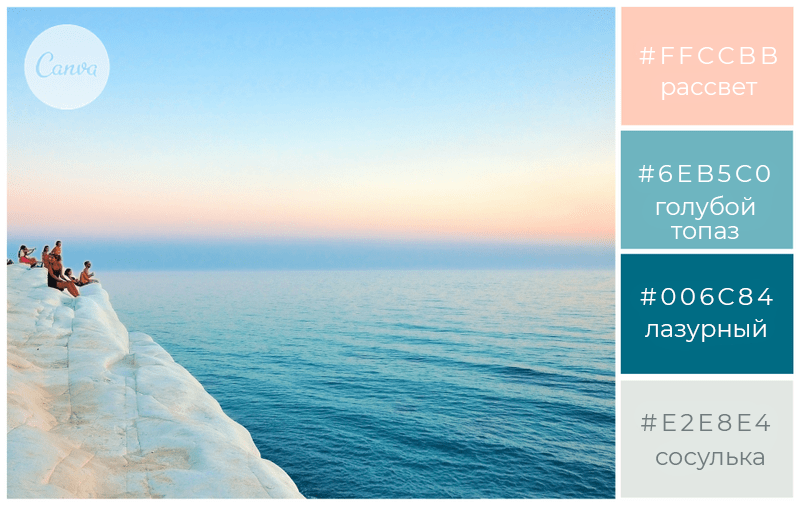 Canva
#FFCCBB
рассвет
#6EB5C0
голубой
топаз
#006C84
лазурный
#E2E8E4
сосулька